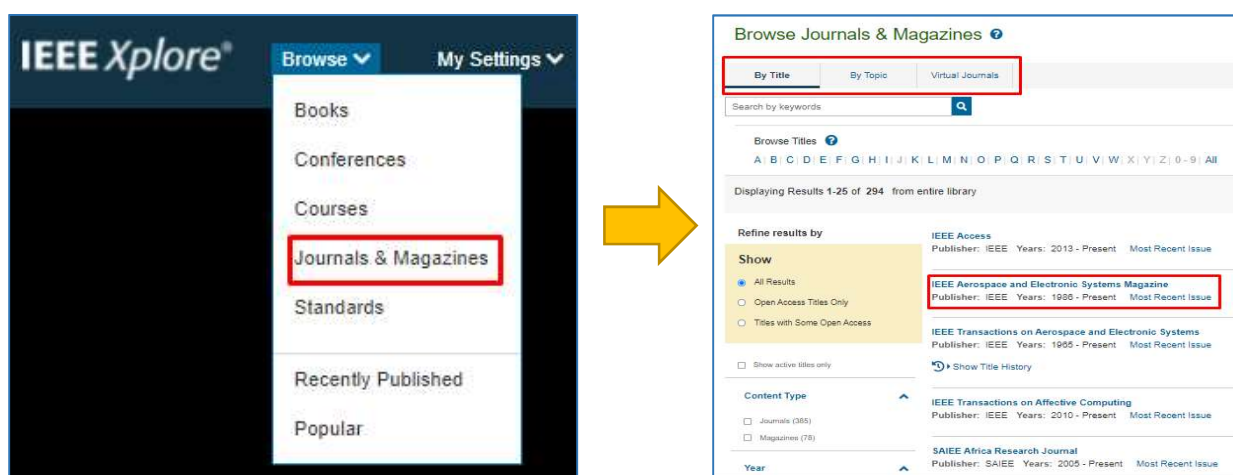 IEEE Xplore®
Browse
My Settings
Books
Conferences
Courses
Journals & Magazines
Standards
Recently Published
Popular
Browse Journals & Magazines ?
By Title By Topic Virtual Journals
Search by keywords
Browse Titles ?
A | B | C | D | E | F | G | H | I | J | K | L | M | N | O | P | Q | R | S | T | U | V | W | X | Y | Z | 0-9 | All
Displaying Results 1-25 of 294 from entire library
Refine results by
Show
All Results
Open Access Titles Only
Titles with Some Open Access
Show active titles only
Content Type
Journals (385)
Magazines (78)
Year
IEEE Access
Publisher: IEEE Years: 2013 - Present Most Recent Issue
IEEE Aerospace and Electronic Systems Magazine
Publisher: IEEE Years: 1986 - Present Most Recent Issue
IEEE Transactions on Aerospace and Electronic Systems
Publisher: IEEE Years: 1965 - Present Most Recent Issue
Show Title History
IEEE Transactions on Affective Computing
Publisher: IEEE Years: 2010 - Present Most Recent Issue
SAIEE Africa Research Journal
Publisher: SAIEE Years: 2005 - Present Most Recent Issue